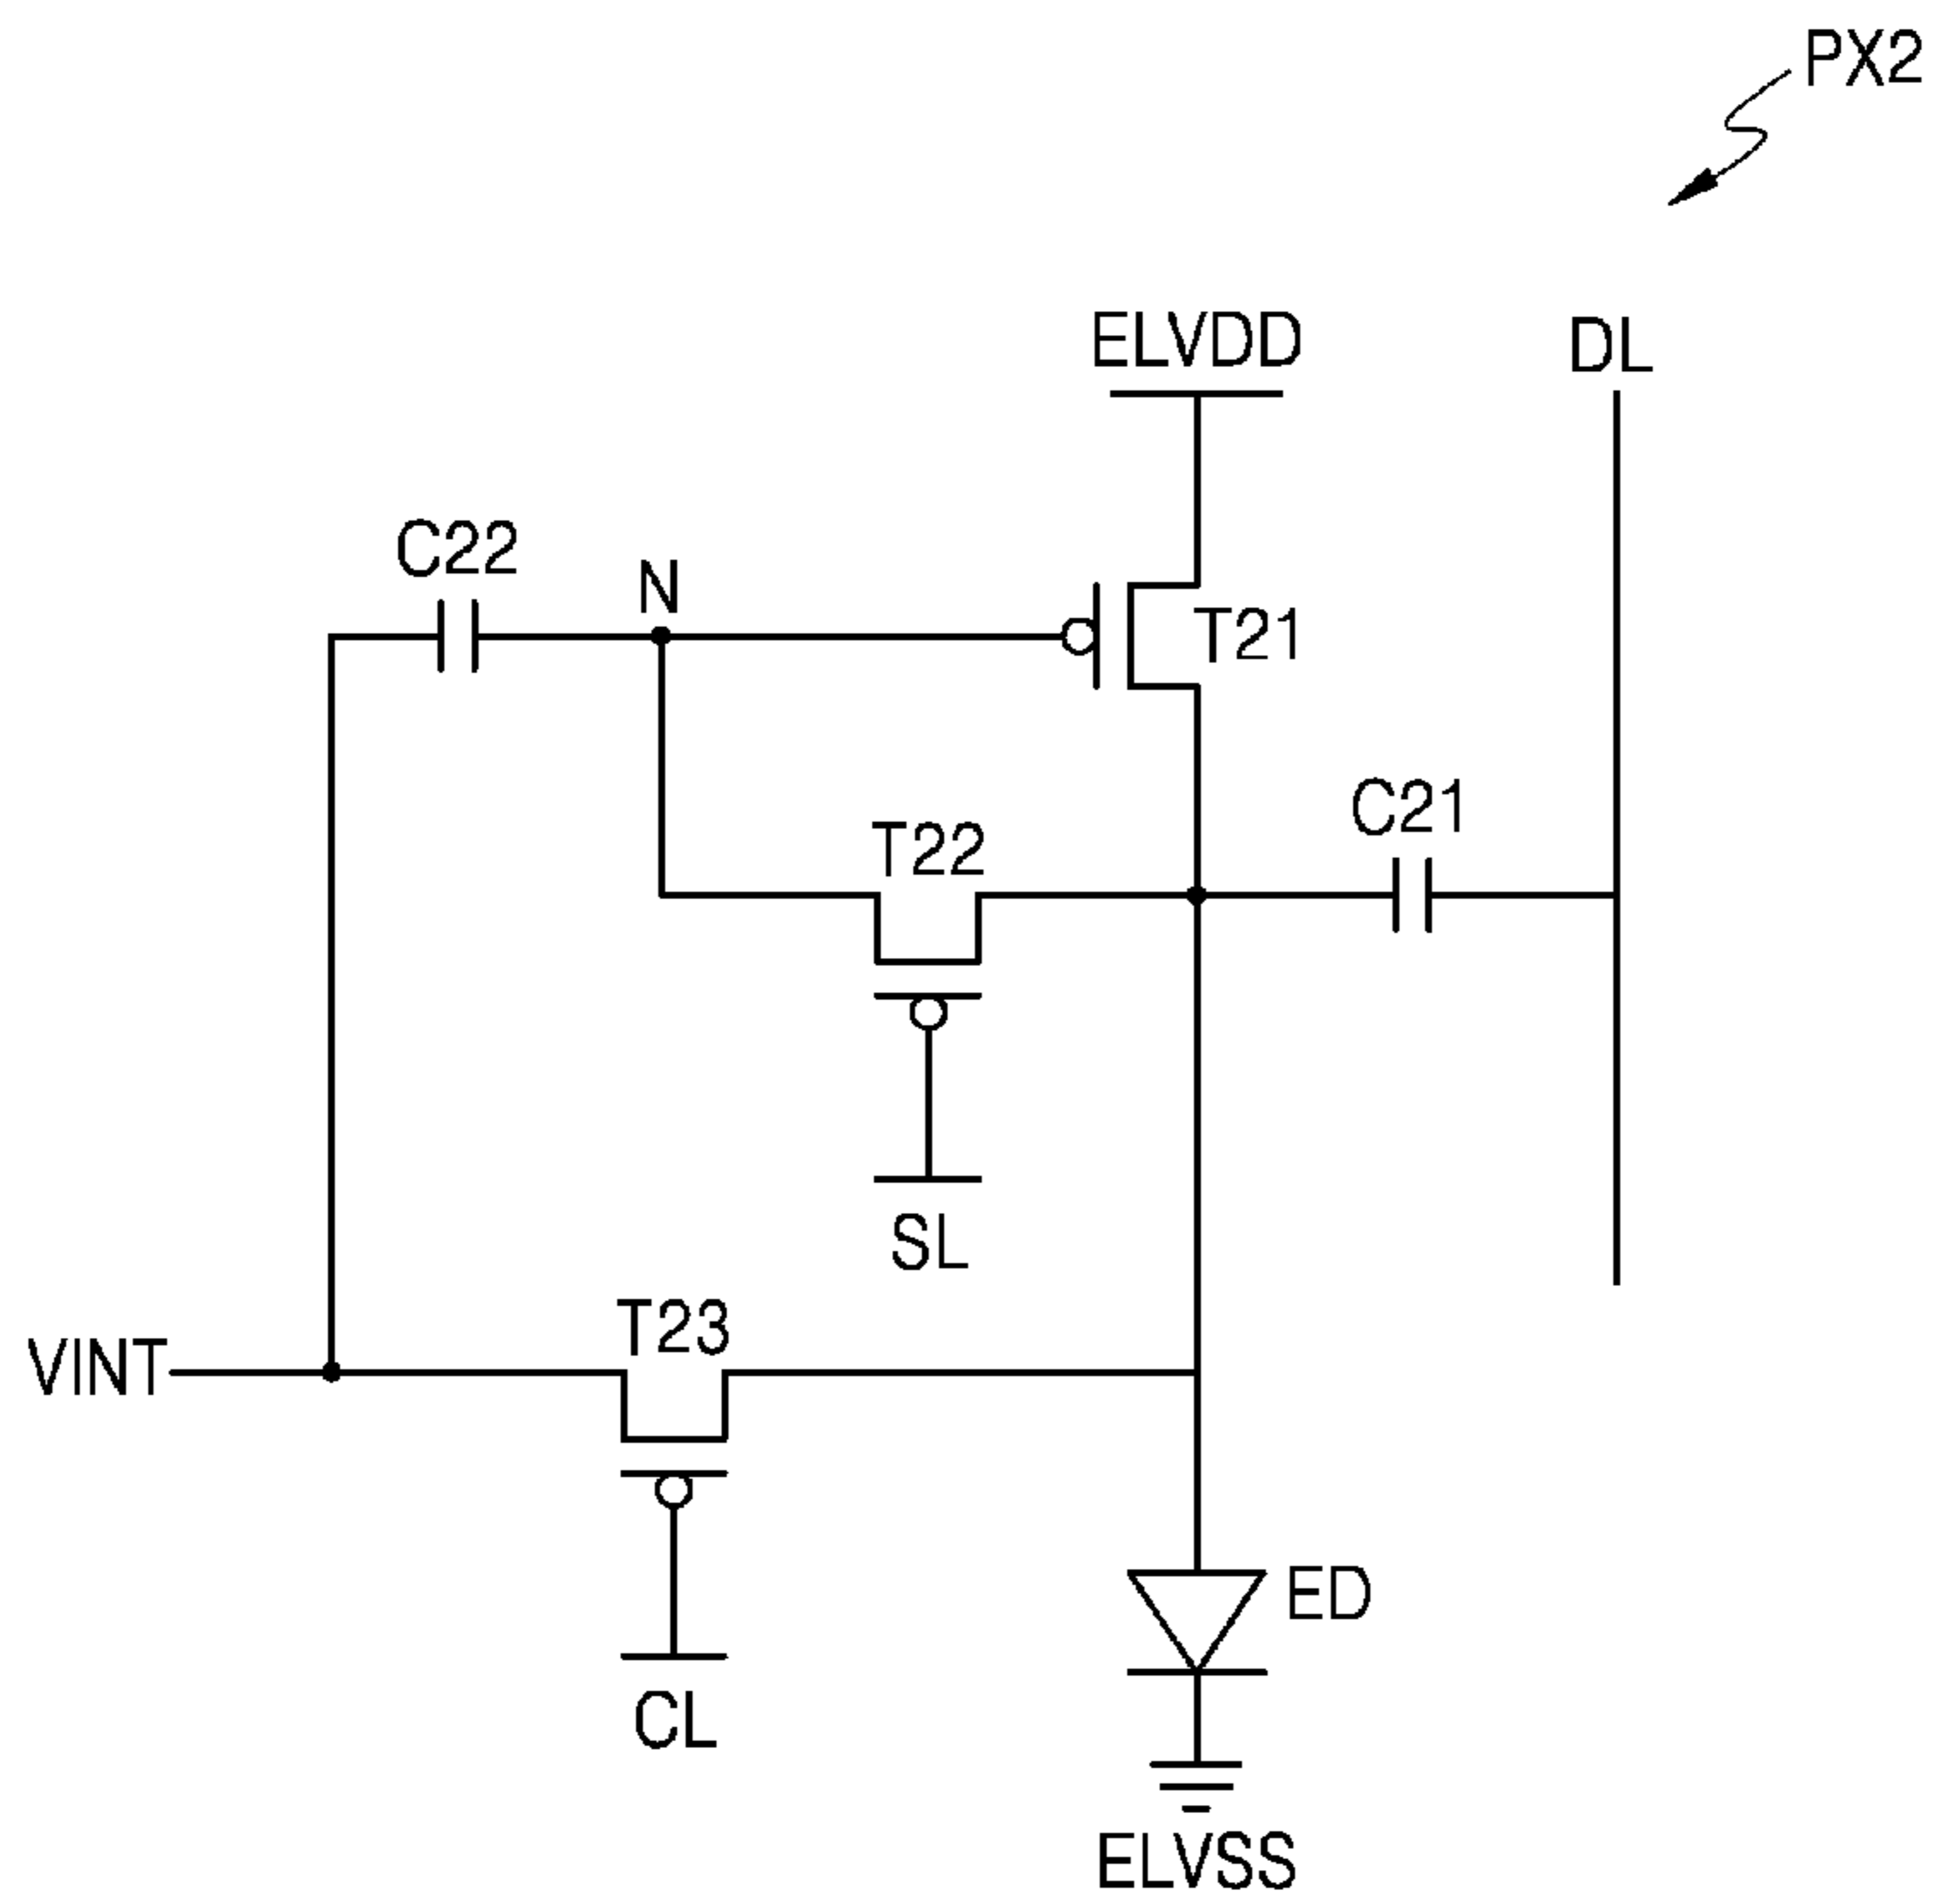 PX2
ELVDD
DL
C22
N
T21
C21
T22
SL
T23
VINT
ED
CL
ELVSS